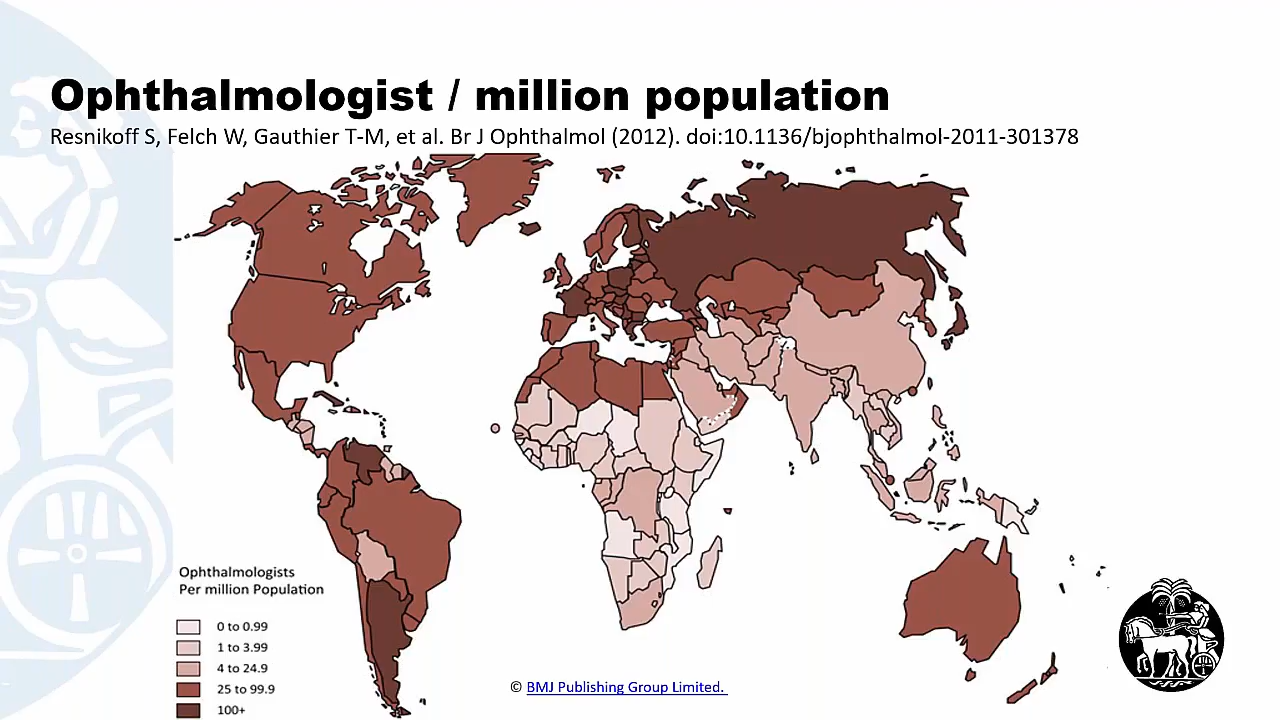 Ophthalmologist / million population
Resnikoff S, Felch W, Gauthier T-M, et al. Br J Ophthalmol (2012). doi:10.1136/bjophthalmol-2011-301378
Ophthalmologists
Per million Population
0 to 0.99
1 to 3.99
4 to 24.9
25 to 99.9
100+
© BMJ Publishing Group Limited.